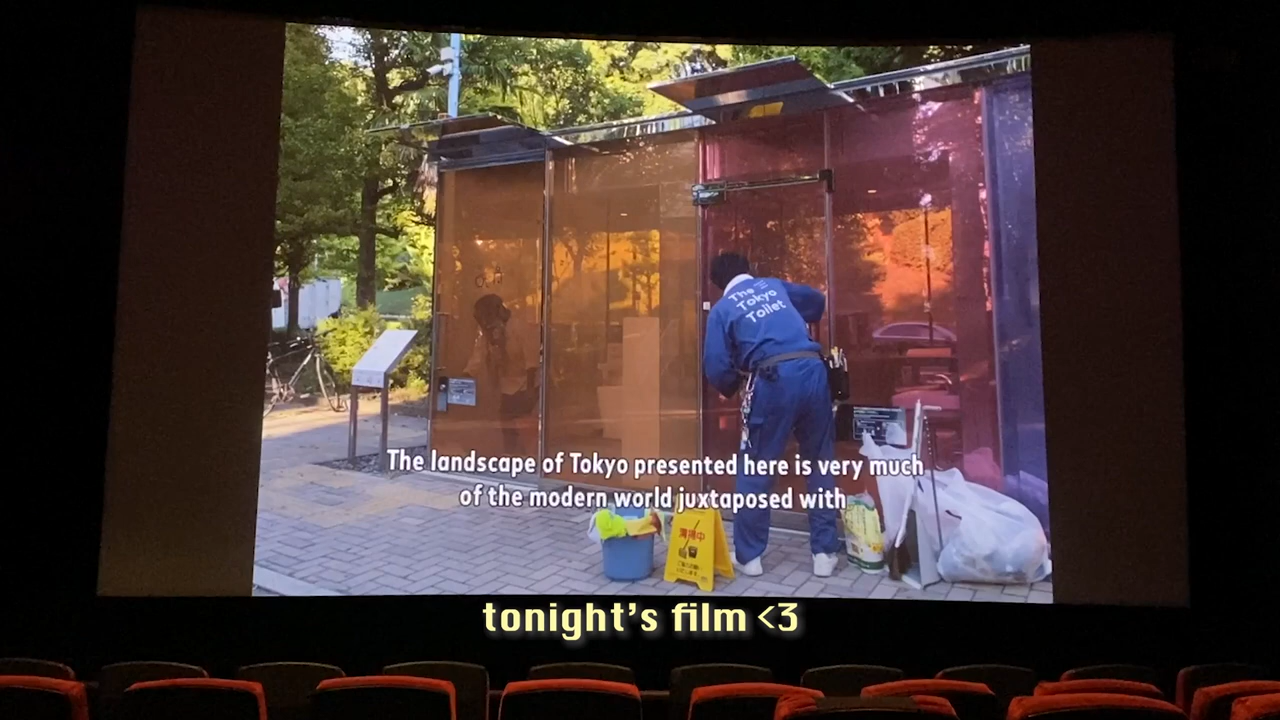 The
Tokyo
Toilet
The landscape of Tokyo presented here is very much
of the modern world juxtaposed with
清掃中
tonight's film <3